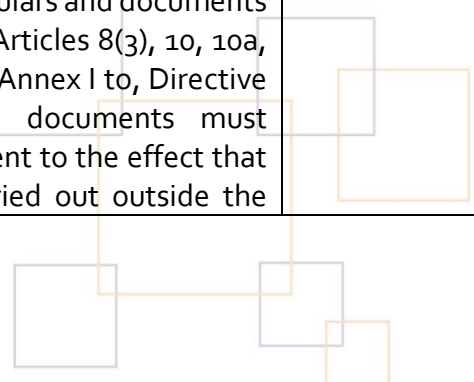 ulars and documents
Articles 8(3), 10, 10a,
Annex I to, Directive
documents must
ent to the effect that
ried out outside the